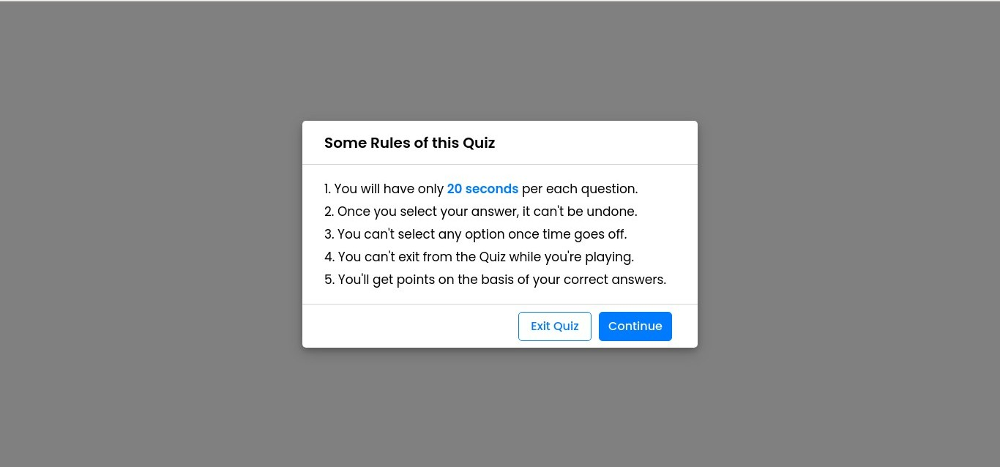 Some Rules of this Quiz
1. You will have only 20 seconds per each question.
2. Once you select your answer, it can't be undone.
3. You can't select any option once time goes off.
4. You can't exit from the Quiz while you're playing.
5. You'll get points on the basis of your correct answers.
Exit Quiz Continue